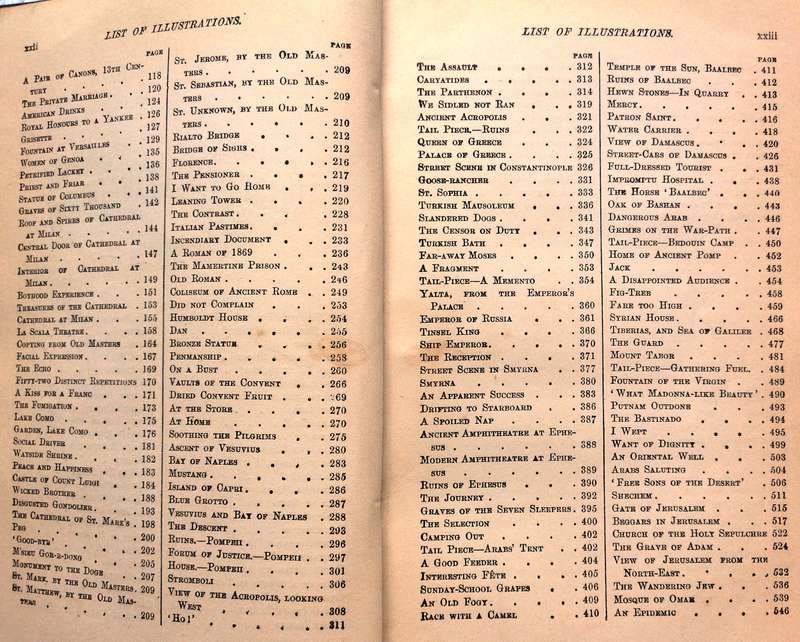 xxii
LIST OF ILLUSTRATIONS.
PAGE
A Pair of Canons, 13th Cen-
tury . . . . . 118
The Private Marriage . . 120
American Drinks . . . 124
Royal Honours to a Yankee . 126
Grisette . . . . . 127
Fountain at Versailles . . 129
Women of Genoa . . . 135
Petrified Lackey . . . 136
Priest and Friar . . . 138
Statue of Columbus . . . 141
Graves of Sixty Thousand . 142
Roof and Spires of Cathedral
at Milan . . . . 144
Central Door of Cathedral at
Milan . . . . . 147
Interior of Cathedral at
Milan . . . . . 149
Boyhood Experience . . . 151
Treasures of the Cathedral . 153
Cathedral at Milan . . . 155
La Scala Theatre . . . 158
Copying from Old Masters . 164
Facial Expression . . . 167
The Echo . . . . 169
Fifty-two Distinct Repetitions 170
A Kiss for a Franc . . . 171
The Fumigation . . . 173
Lake Como . . . . 175
Garden, Lake Como . . . 176
Social Driver . . . . 181
Wayside Shrine . . . 182
Peace and Happiness . . 183
Castle of Count Luigi . . 184
Wicked Brother . . . 188
Disgusted Gondolier . . . 193
The Cathedral of St. Mark's . 198
Peg . . . . . 200
'Good-bye' . . . . 202
M'sieu Gor-r-dong . . . 205
Monument to the Doge . . 207
St. Mark, by the Old Masters . 209
St. Matthew, by the Old Mas-
ters . . . . . 209
PAGE
St. Jerome, by the Old Mas-
ters . . . . . 209
St. Sebastian, by the Old Mas-
ters . . . . . 209
St. Unknown, by the Old Mas-
ters . . . . . 210
Rialto Bridge . . . . 212
Bridge of Sighs . . . . 212
Florence . . . . . 216
The Pensioner . . . . 217
I Want to Go Home . . . 219
Leaning Tower . . . . 220
The Contrast . . . . 228
Italian Pastimes . . . 231
Incendiary Document . . 233
A Roman of 1869 . . . 236
The Mamertine Prison . . 243
Old Roman . . . . 246
Coliseum of Ancient Rome . 249
Did not Complain . . . 253
Humboldt House . . . 254
Dan . . . . . 255
Bronze Statue . . . . 256
Penmanship . . . . 258
On a Bust . . . . 260
Vaults of the Convent . . 266
Dried Convent Fruit . . . 269
At the Store . . . . 270
At Home . . . . . 270
Soothing the Pilgrims . . 275
Ascent of Vesuvius . . . 280
Bay of Naples . . . . 283
Mustang . . . . . 285
Island of Capri . . . . 286
Blue Grotto . . . . 287
Vesuvius and Bay of Naples . 288
The Descent . . . . 293
Ruins.—Pompeii . . . . 296
Forum of Justice.—Pompeii . 297
House.—Pompeii . . . . 301
Stromboli . . . . 306
View of the Acropolis, looking
West . . . . . 308
'Ho!' . . . . . 311
LIST OF ILLUSTRATIONS.
xxiii
PAGE
The Assault . . . . 312
Caryatides . . . . 313
The Parthenon . . . . 314
We Sidled not Ran . . . 319
Ancient Acropolis . . . 321
Tail Piece.—Ruins . . . 322
Queen of Greece . . . 324
Palace of Greece . . . 325
Street Scene in Constantinople 326
Goose-rancher . . . . 331
St. Sophia . . . . 333
Turkish Mausoleum . . . 336
Slandered Dogs . . . . 341
The Censor on Duty . . . 343
Turkish Bath . . . . 347
Far-away Moses . . . . 350
A Fragment . . . . 353
Tail-Piece—A Memento . . 354
Yalta, from the Emperor's
Palace . . . . . 360
Emperor of Russia . . . 361
Tinsel King . . . . 366
Ship Emperor . . . . 370
The Reception . . . . 371
Street Scene in Smyrna . . 377
Smyrna . . . . . 380
An Apparent Success . . . 383
Drifting to Starboard . . 386
A Spoiled Nap . . . . 387
Ancient Amphitheatre at Ephe-
sus . . . . . 388
Modern Amphitheatre at Ephe-
sus . . . . . 389
Ruins of Ephesus . . . 390
The Journey . . . . 392
Graves of the Seven Sleepers . 395
The Selection . . . . 400
Camping Out . . . . 402
Tail Piece—Arabs' Tent . . 402
A Good Feeder . . . . 404
Interesting Fête . . . 405
Sunday-School Grapes . . 406
An Old Fogy . . . . 409
Race with a Camel . . . 410
PAGE
Temple of the Sun, Baalbec . 411
Ruins of Baalbec . . . 412
Hewn Stones—In Quarry . . 413
Mercy . . . . . 415
Patron Saint . . . . 416
Water Carrier . . . . 418
View of Damascus . . . 420
Street-Cars of Damascus . . 426
Full-Dressed Tourist . . 431
Impromptu Hospital . . . 438
The Horse 'Baalbec' . . . 440
Oak of Bashan . . . . 443
Dangerous Arab . . . . 446
Grimes on the War-Path . . 447
Tail-Piece—Bedouin Camp . 450
Home of Ancient Pomp . . 452
Jack . . . . . 453
A Disappointed Audience . . 454
Fig-Tree . . . . . 458
Fare too High . . . . 459
Syrian House . . . . 466
Tiberias, and Sea of Galilee . 468
The Guard . . . . 477
Mount Tabor . . . . 481
Tail-Piece—Gathering Fuel . 484
Fountain of the Virgin . . 489
'What Madonna-like Beauty' . 490
Putnam Outdone . . . 493
The Bastinado . . . . 494
I Wept . . . . . 495
Want of Dignity . . . 499
An Oriental Well . . . 503
Arabs Saluting . . . . 504
'Free Sons of the Desert' . 506
Shechem . . . . . 511
Gate of Jerusalem . . . 515
Beggars in Jerusalem . . 517
Church of the Holy Sepulchre 522
The Grave of Adam . . . 524
View of Jerusalem from the
North-East . . . . 532
The Wandering Jew . . . 536
Mosque of Omar . . . . 539
An Epidemic . . . . 546